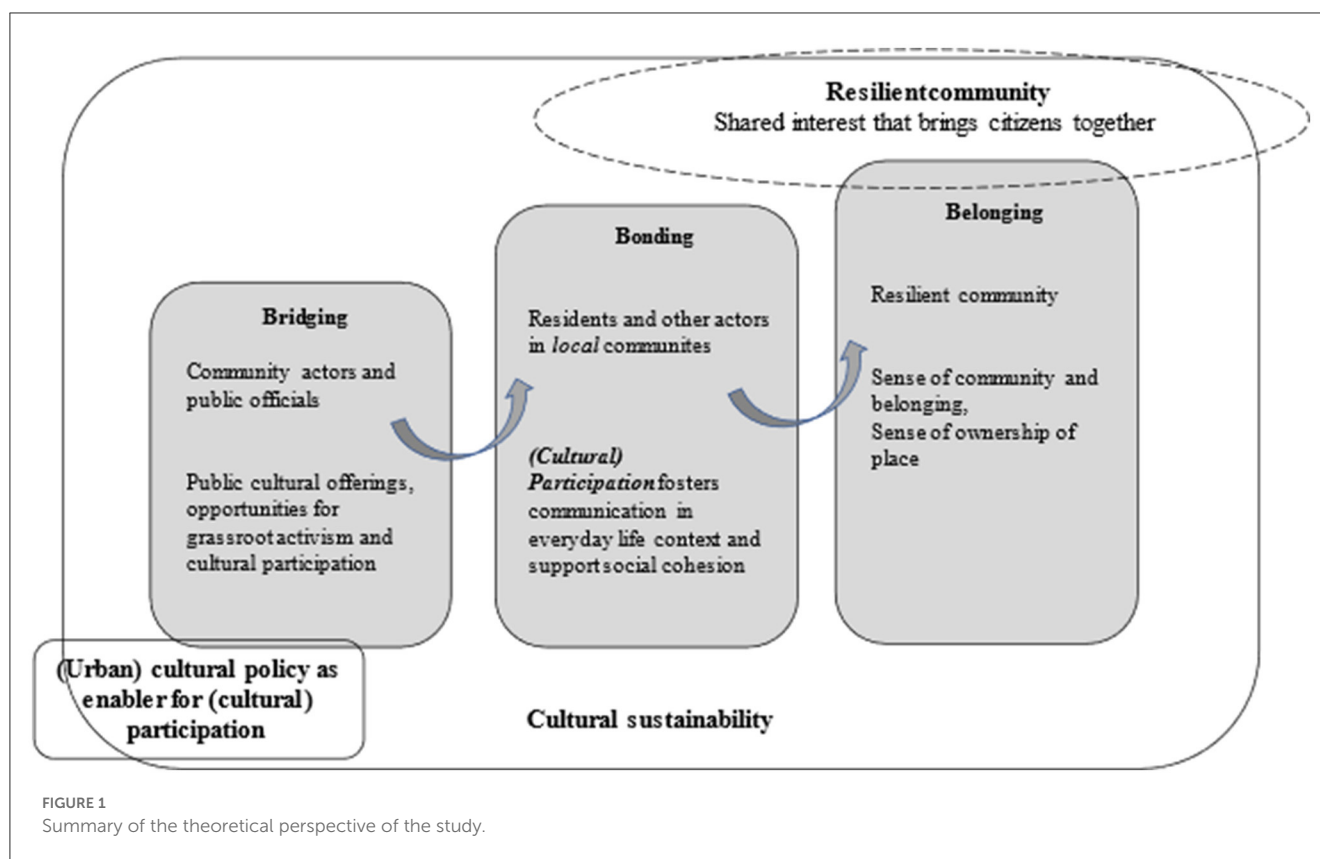 Resilientcommunity
Shared interest that brings citizens together
Bridging
Community actors and
public officials
Public cultural offerings,
opportunities for
grassroot activism and
cultural participation
Bonding
Residents and other actors
in local communites
(Cultural)
Participation fosters
communication in
everyday life context and
support social cohesion
Belonging
Resilient community
Sense of community and
belonging,
Sense of ownership of
place
(Urban) cultural policy as
enabler for (cultural)
participation
Cultural sustainability
FIGURE 1
Summary of the theoretical perspective of the study.